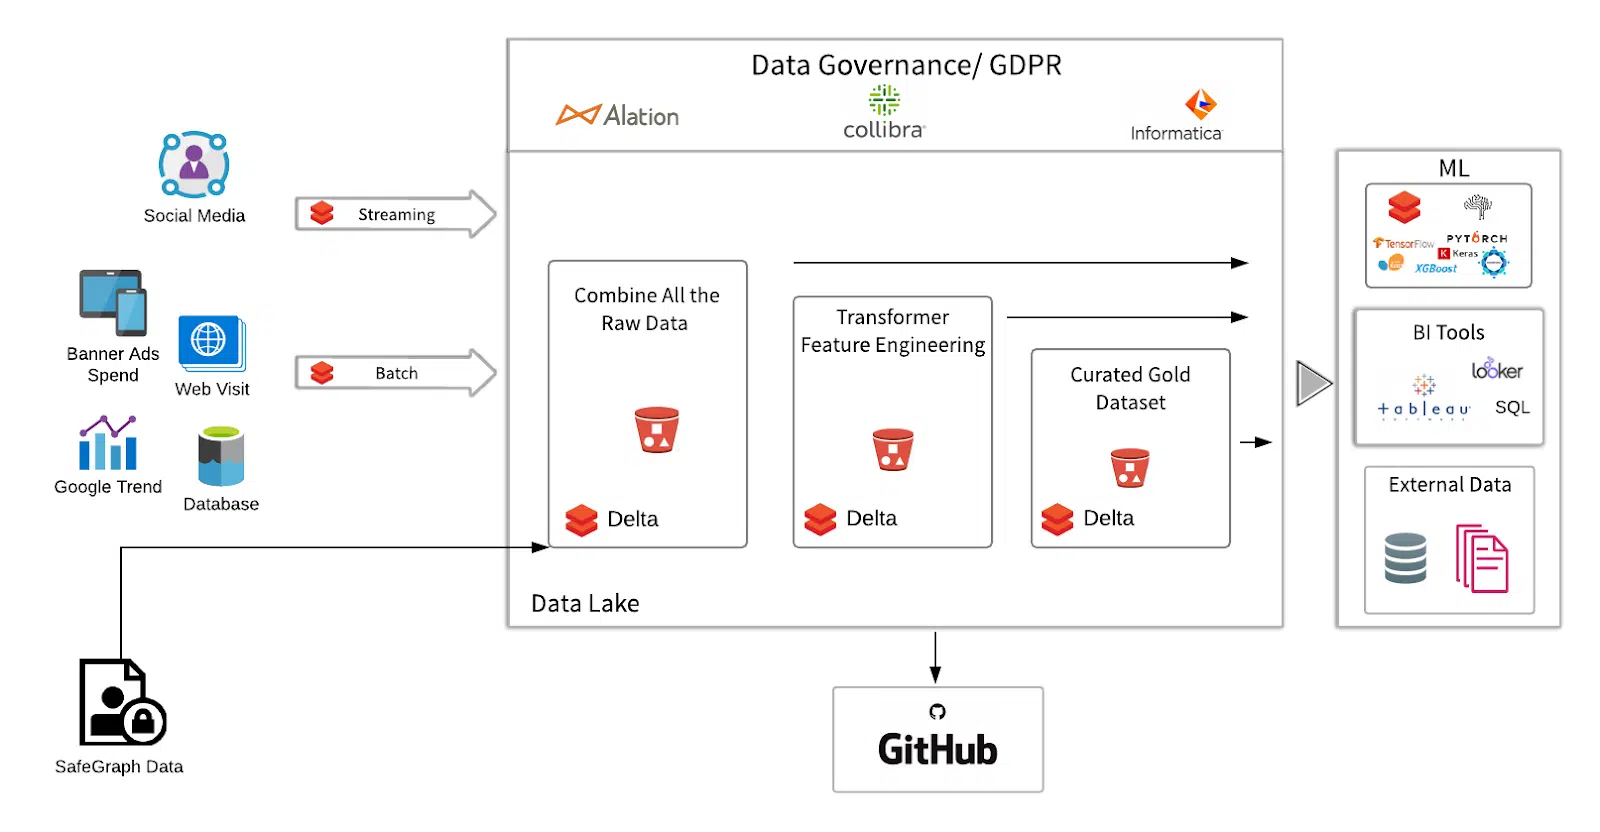 Data Governance/ GDPR
Alation
collibra
Informatica
Social Media
Streaming
Banner Ads
Spend
Web Visit
Batch
Google Trend
Database
SafeGraph Data
Combine All the
Raw Data
Delta
Transformer
Feature Engineering
Delta
Curated Gold
Dataset
Delta
Data Lake
GitHub
ML
TensorFlow
PYTORCH
K Keras
XGBoost
BI Tools
looker
tableau
SQL
External Data